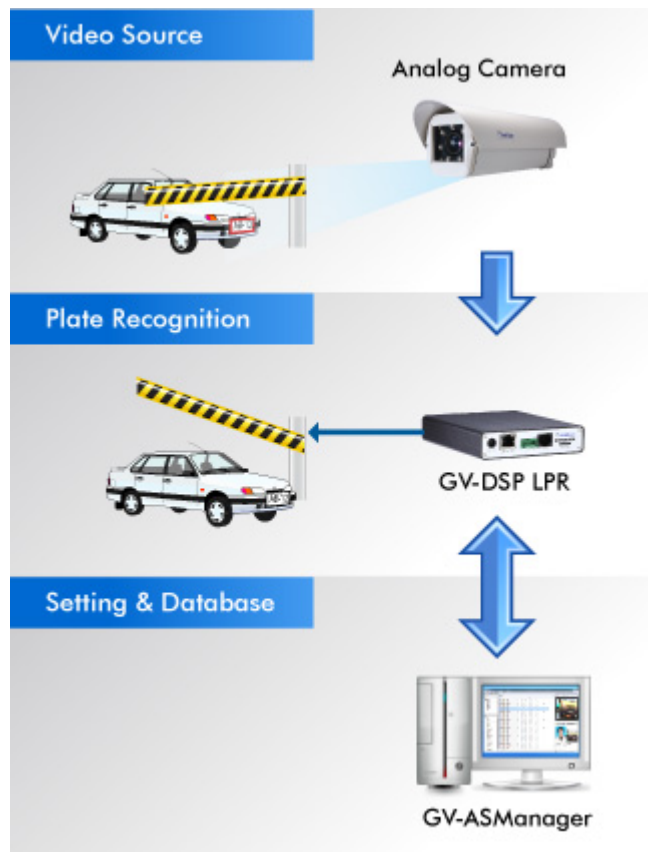 Video Source
Analog Camera
Plate Recognition
GV-DSP LPR
Setting & Database
GV-ASManager